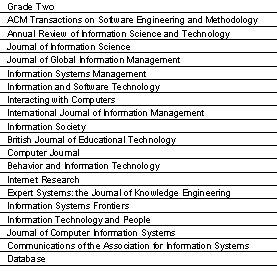 Grade Two
ACM Transactions on Software Engineering and Methodology
Annual Review of Information Science and Technology
Journal of Information Science
Journal of Global Information Management
Information Systems Management
Information and Software Technology
Interacting with Computers
International Journal of Information Management
Information Society
British Journal of Educational Technology
Computer Journal
Behavior and Information Technology
Internet Research
Expert Systems: the Journal of Knowledge Engineering
Information Systems Frontiers
Information Technology and People
Journal of Computer Information Systems
Communications of the Association for Information Systems
Database